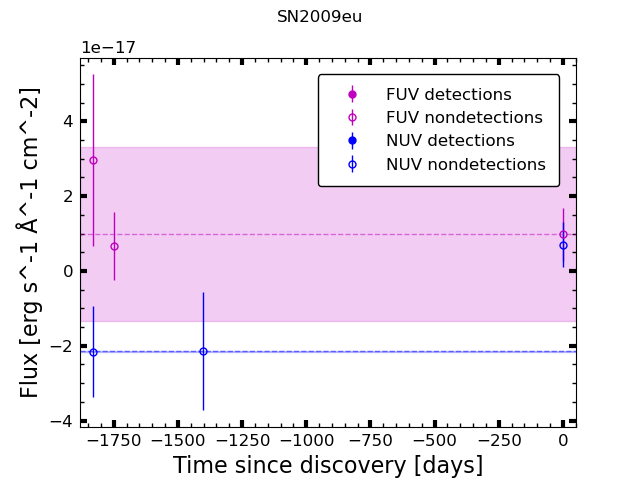 SN2009eu
1e−17
4
2
0
−2
−4
Flux [erg s^-1 Å^-1 cm^-2]
FUV detections
FUV nondetections
NUV detections
NUV nondetections
−1750 −1500 −1250 −1000 −750 −500 −250 0
Time since discovery [days]